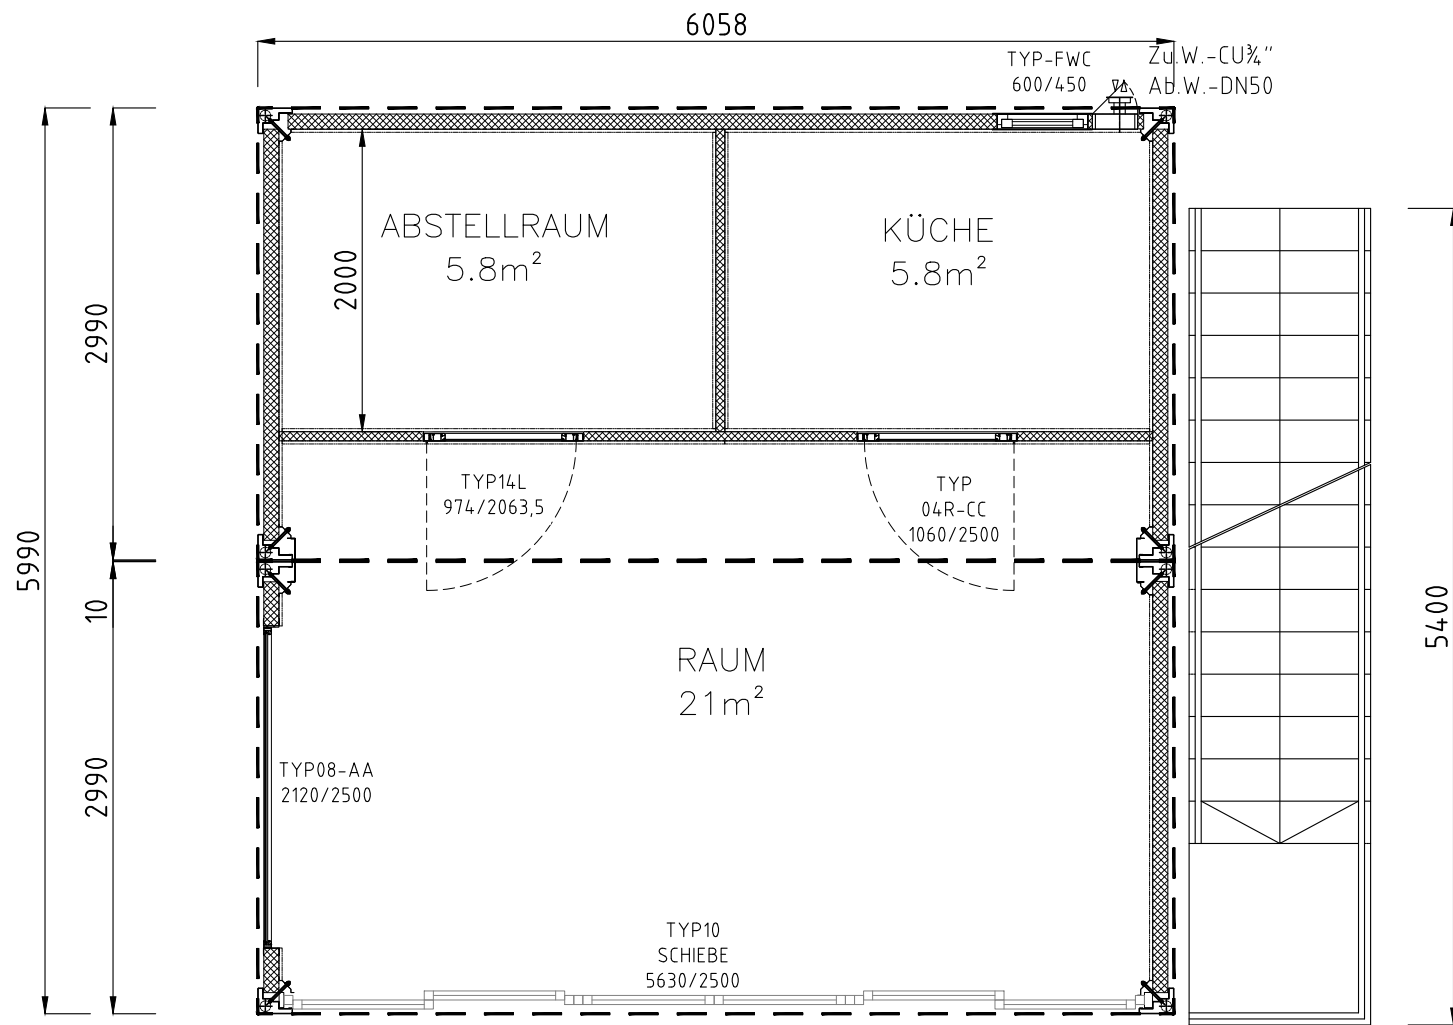 6058
TYP-FWC
600/450
Zu.W.-CU¾"
Ab.W.-DN50
ABSTELLRAUM
5.8m²
KÜCHE
5.8m²
2000
2990
TYP14L
974/2063,5
TYP
04R-CC
1060/2500
5990
10
5400
RAUM
21m²
2990
TYP08-AA
2120/2500
TYP10
SCHIEBE
5630/2500